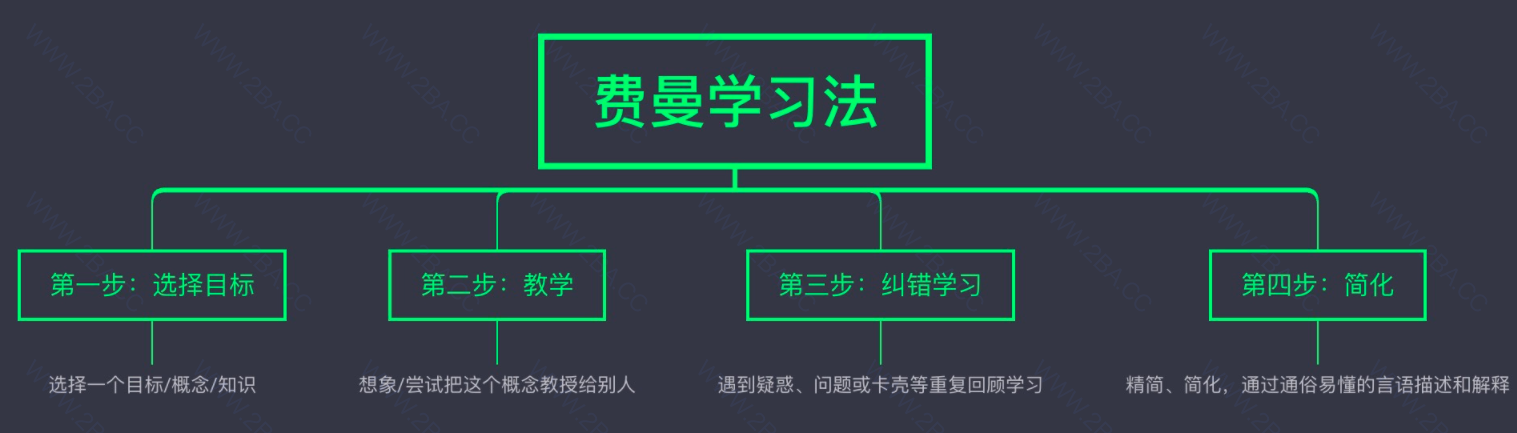 费曼学习法
第一步：选择目标
第二步：教学
第三步：纠错学习
第四步：简化
选择一个目标/概念/知识
想象/尝试把这个概念教授给别人
遇到疑惑、问题或卡壳等重复回顾学习
精简、简化，通过通俗易懂的言语描述和解释
WWW.2BA.CC